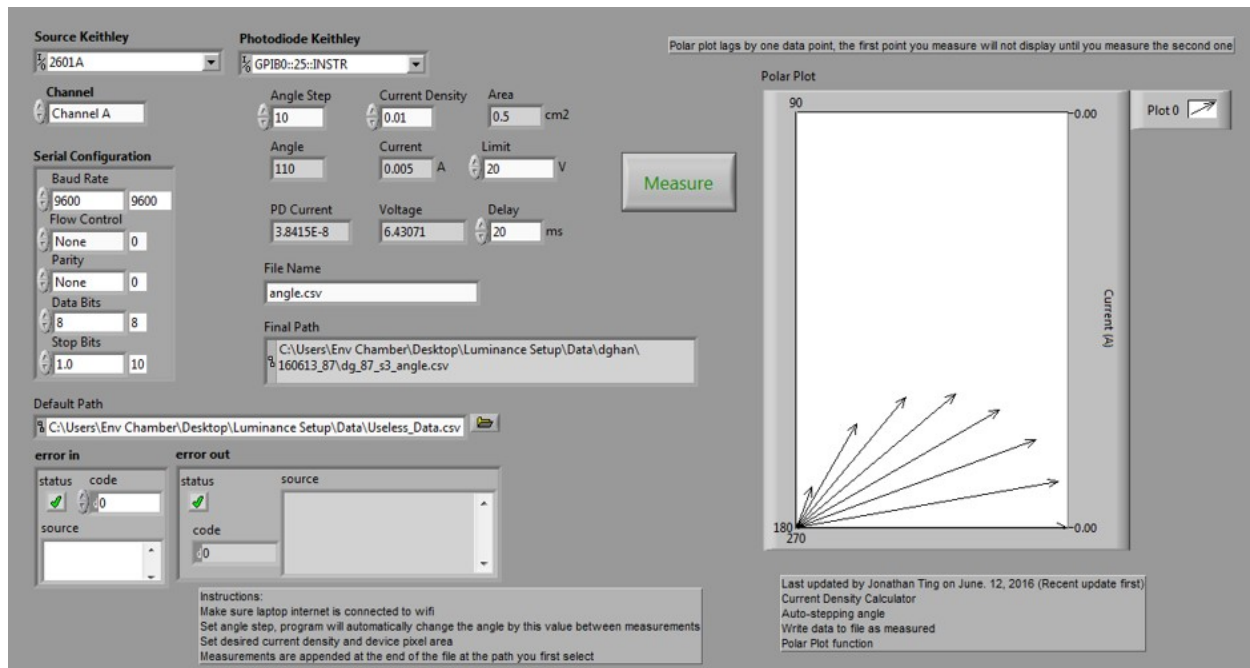 Source Keithley
2601A
Photodiode Keithley
GPIB0::25::INSTR
Channel
Channel A
Angle Step
10
Current Density
0.01
Area
0.5 cm2
Angle
110
Current
0.005 A
Limit
20 V
PD Current
3.8415E-8
Voltage
6.43071
Delay
20 ms
Measure
Serial Configuration
Baud Rate
9600 9600
Flow Control
None 0
Parity
None 0
Data Bits
8 8
Stop Bits
1.0 10
File Name
angle.csv
Final Path
C:\Users\Env Chamber\Desktop\Luminance Setup\Data\dghan\
160613_87\dg_87_s3_angle.csv
Default Path
C:\Users\Env Chamber\Desktop\Luminance Setup\Data\Useless_Data.csv
error in
status code
0
source
error out
status
code
0
source
Instructions:
Make sure laptop internet is connected to wifi
Set angle step, program will automatically change the angle by this value between measurements
Set desired current density and device pixel area
Measurements are appended at the end of the file at the path you first select
Polar plot lags by one data point, the first point you measure will not display until you measure the second one
Polar Plot
Plot 0
90
0.00
Current (A)
180
0.00
270
Last updated by Jonathan Ting on June. 12, 2016 (Recent update first)
Current Density Calculator
Auto-stepping angle
Write data to file as measured
Polar Plot function